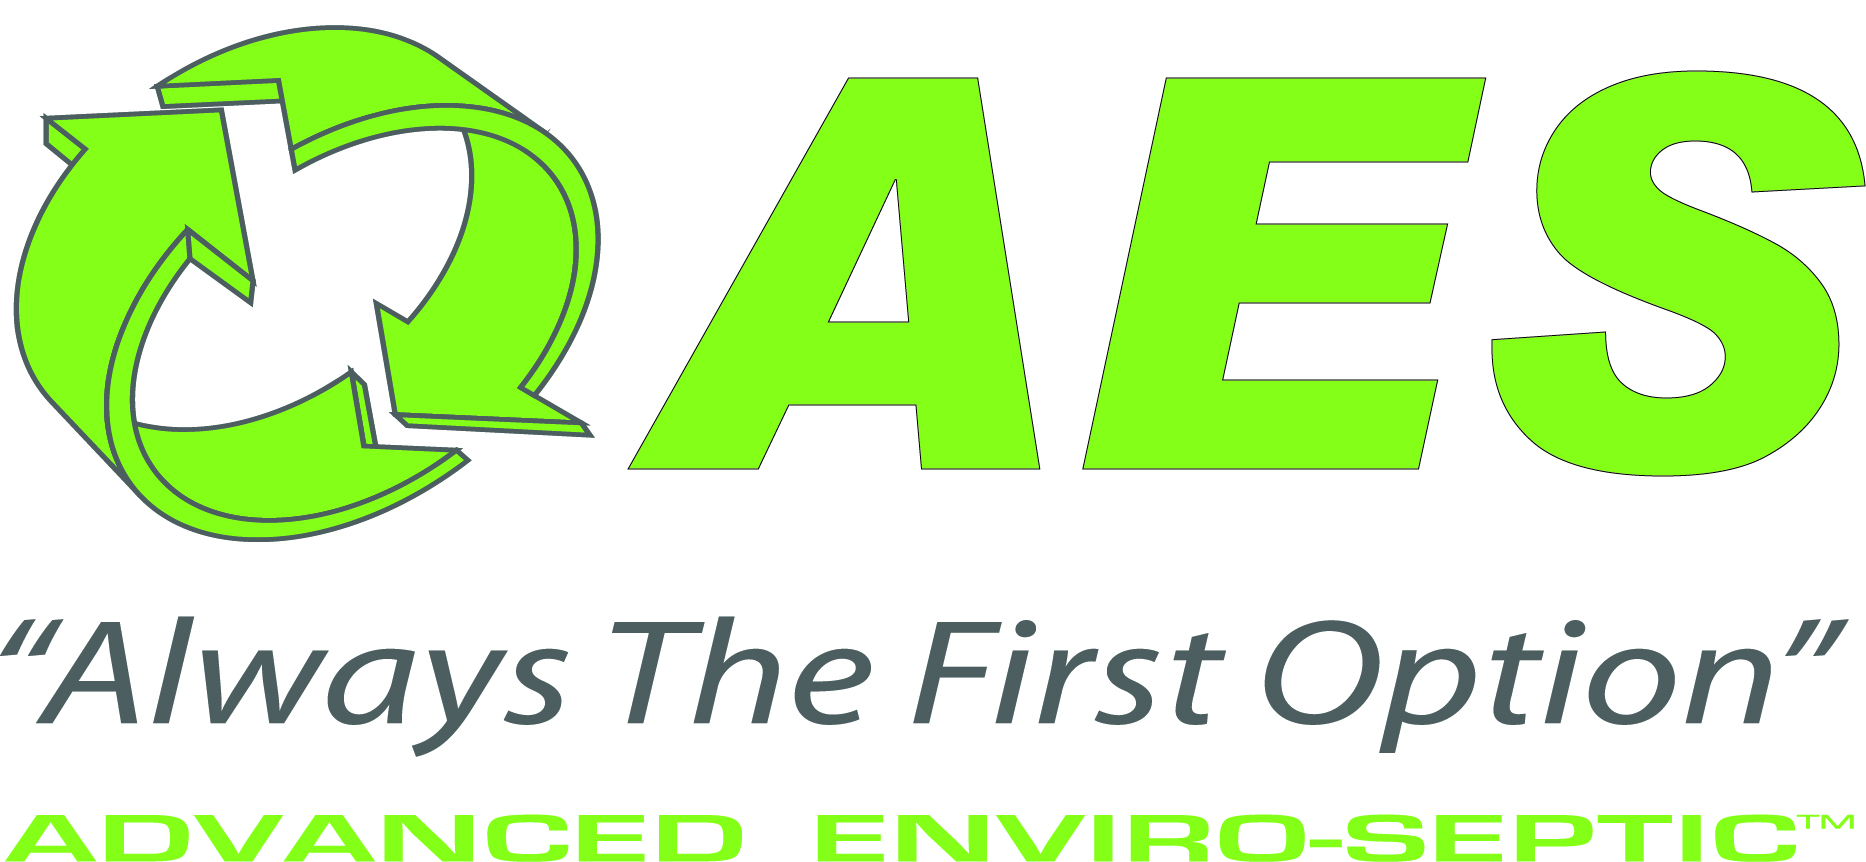 AES
“Always The First Option”
ADVANCED ENVIRO-SEPTIC™